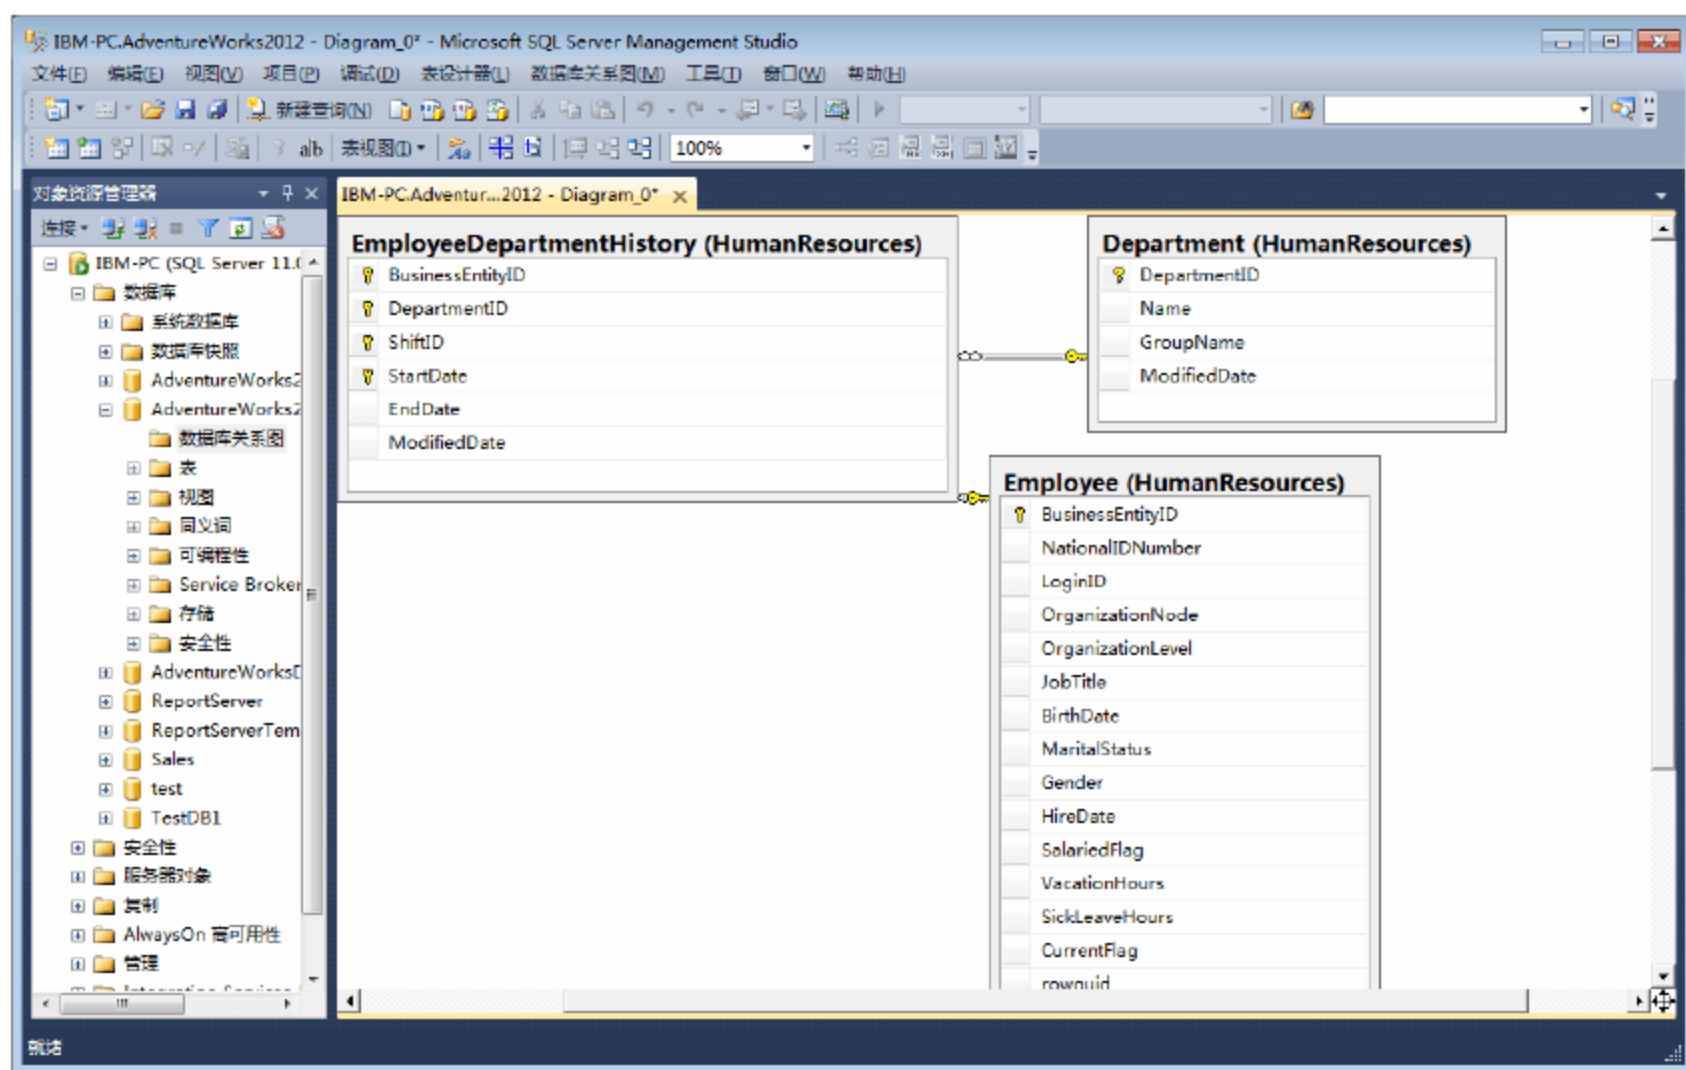 IBM-PC.AdventureWorks2012 - Diagram_0* - Microsoft SQL Server Management Studio
文件(F) 编辑(E) 视图(V) 项目(P) 调试(D) 表设计器(L) 数据库关系图(M) 工具(T) 窗口(W) 帮助(H)
新建查询(N)
表视图(I) 100%
对象资源管理器
IBM-PC.Adventur...2012 - Diagram_0*
连接
IBM-PC (SQL Server 11.0
数据库
系统数据库
数据库快照
AdventureWorks2
AdventureWorks2
数据库关系图
表
视图
同义词
可编程性
Service Broker
存储
安全性
AdventureWorksD
ReportServer
ReportServerTem
Sales
test
TestDB1
安全性
服务器对象
复制
AlwaysOn 高可用性
管理
Integration Services
EmployeeDepartmentHistory (HumanResources)
BusinessEntityID
DepartmentID
ShiftID
StartDate
EndDate
ModifiedDate
Department (HumanResources)
DepartmentID
Name
GroupName
ModifiedDate
Employee (HumanResources)
BusinessEntityID
NationalIDNumber
LoginID
OrganizationNode
OrganizationLevel
JobTitle
BirthDate
MaritalStatus
Gender
HireDate
SalariedFlag
VacationHours
SickLeaveHours
CurrentFlag
rowguid
就绪